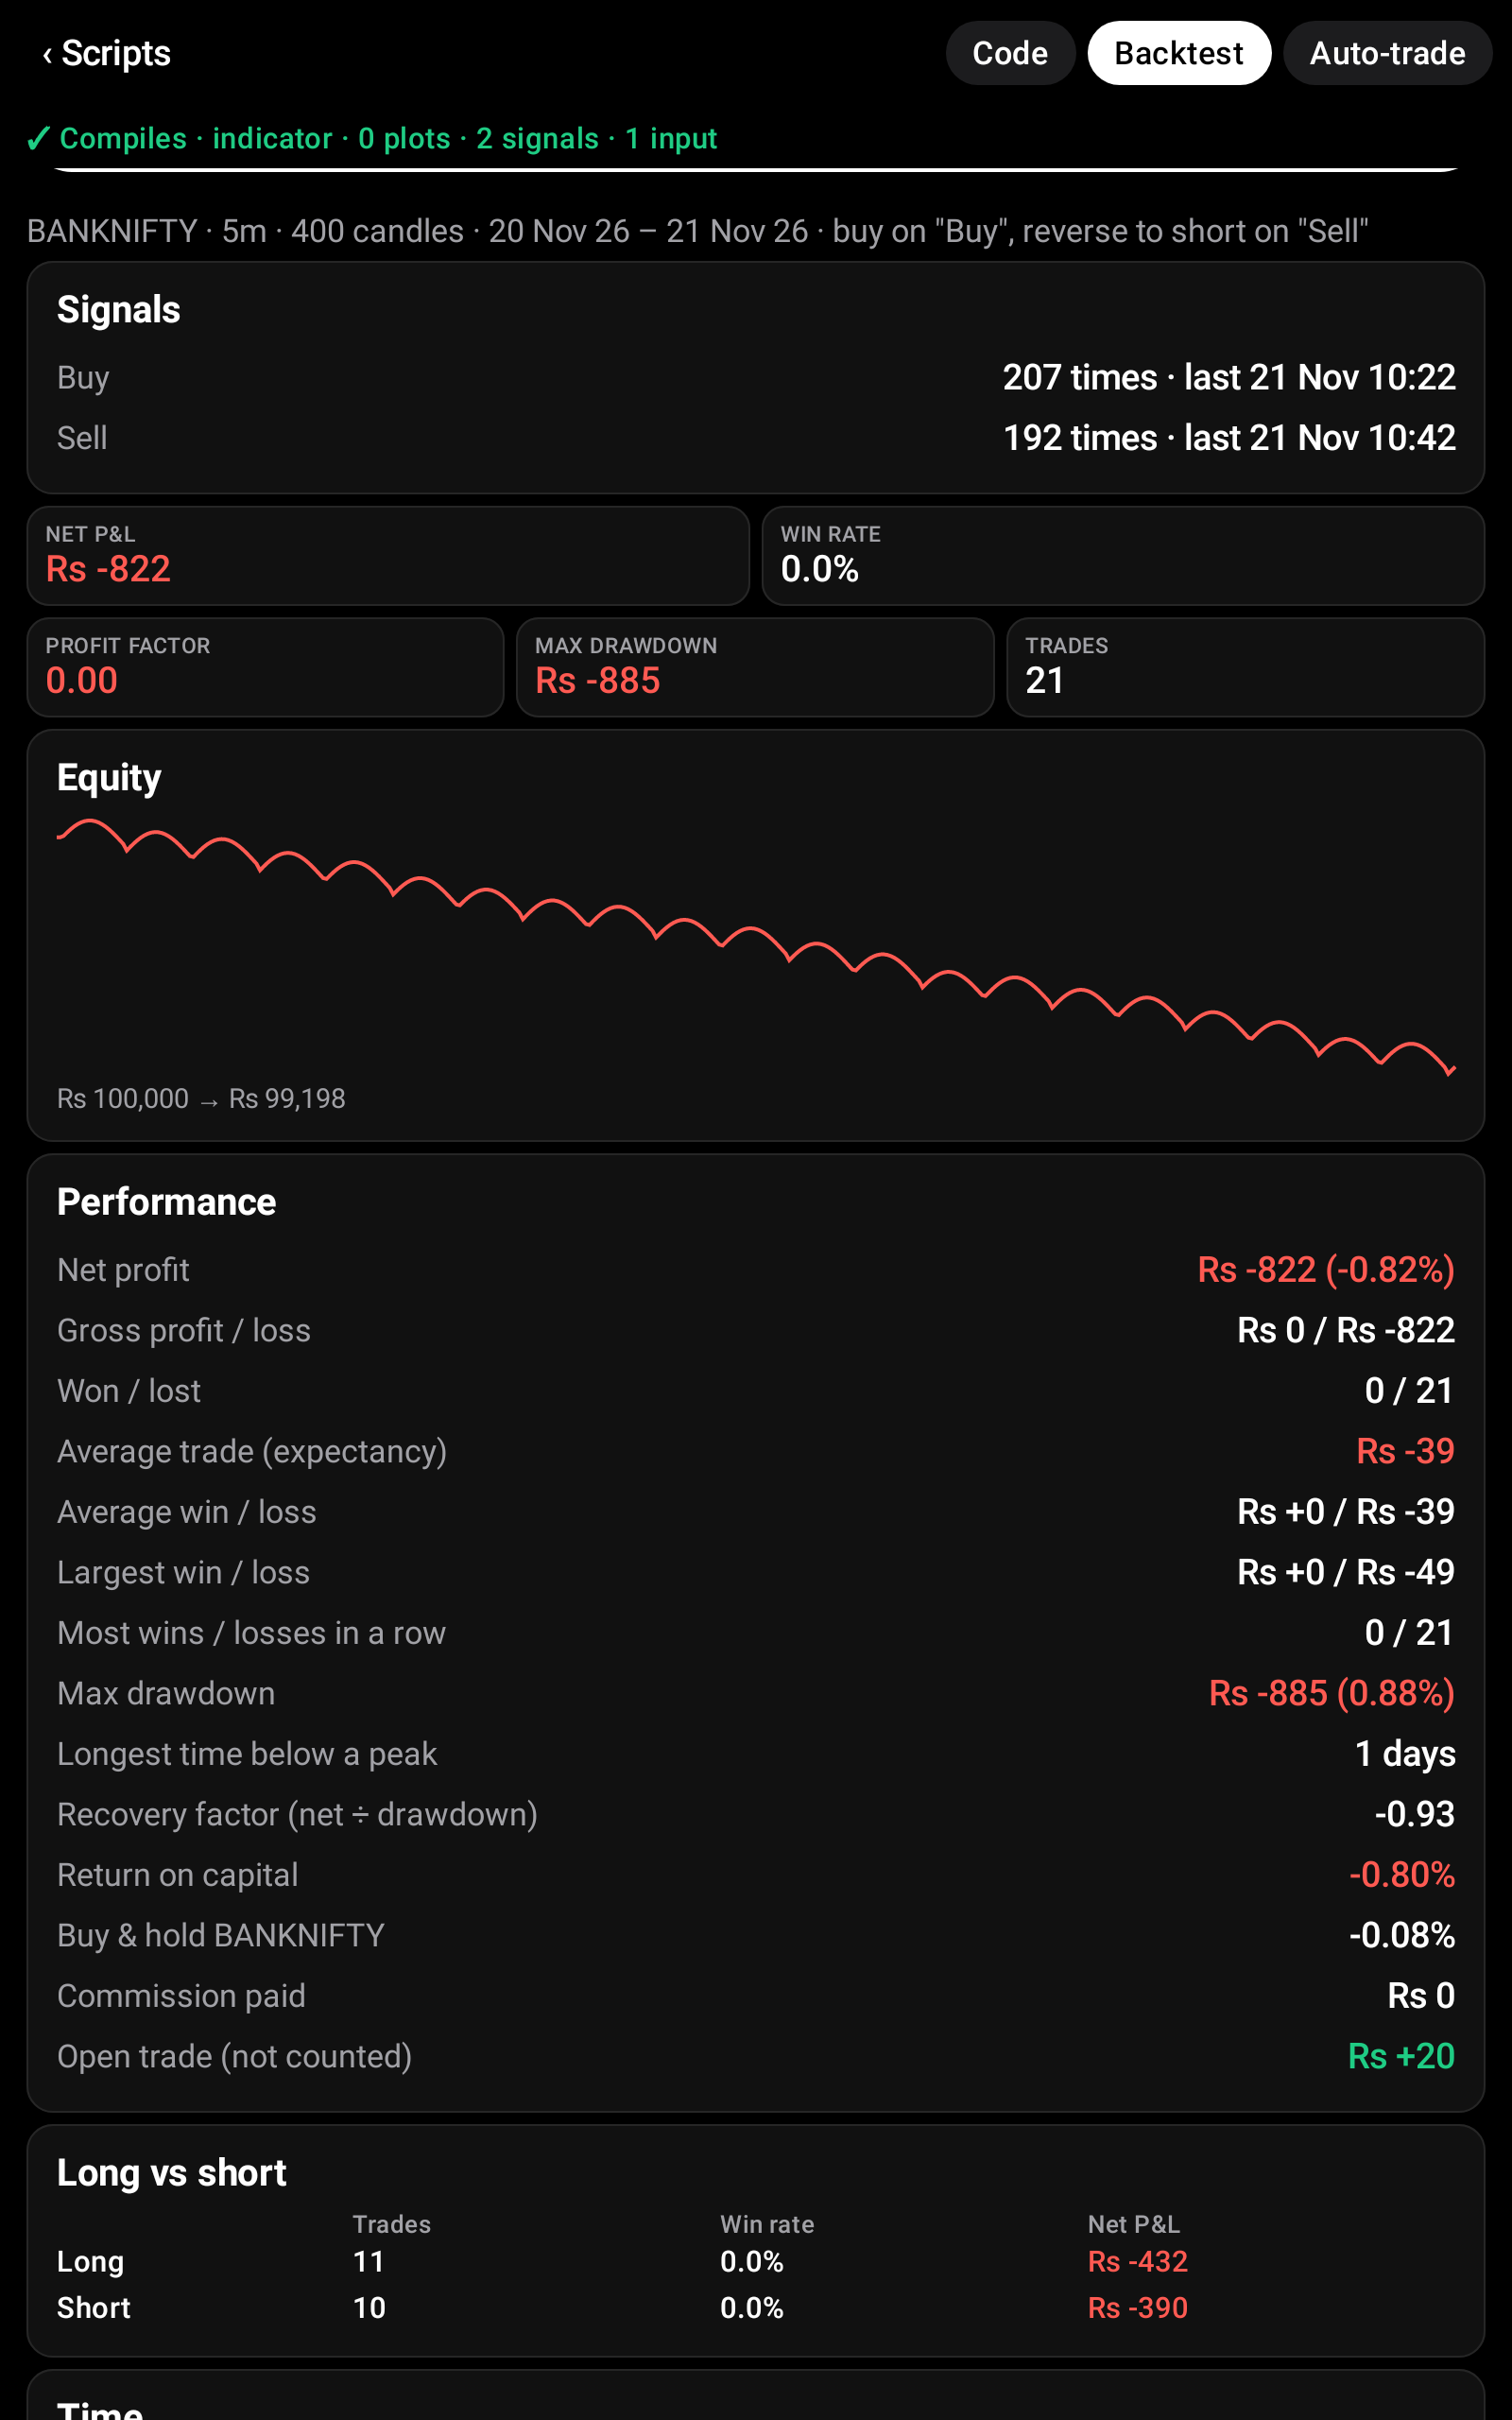 ‹ Scripts
Code
Backtest
Auto-trade
✓ Compiles · indicator · 0 plots · 2 signals · 1 input
BANKNIFTY · 5m · 400 candles · 20 Nov 26 – 21 Nov 26 · buy on "Buy", reverse to short on "Sell"
Signals
Buy 207 times · last 21 Nov 10:22
Sell 192 times · last 21 Nov 10:42
NET P&L
Rs -822
WIN RATE
0.0%
PROFIT FACTOR
0.00
MAX DRAWDOWN
Rs -885
TRADES
21
Equity
Rs 100,000 → Rs 99,198
Performance
Net profit Rs -822 (-0.82%)
Gross profit / loss Rs 0 / Rs -822
Won / lost 0 / 21
Average trade (expectancy) Rs -39
Average win / loss Rs +0 / Rs -39
Largest win / loss Rs +0 / Rs -49
Most wins / losses in a row 0 / 21
Max drawdown Rs -885 (0.88%)
Longest time below a peak 1 days
Recovery factor (net ÷ drawdown) -0.93
Return on capital -0.80%
Buy & hold BANKNIFTY -0.08%
Commission paid Rs 0
Open trade (not counted) Rs +20
Long vs short
Trades Win rate Net P&L
Long 11 0.0% Rs -432
Short 10 0.0% Rs -390
Time